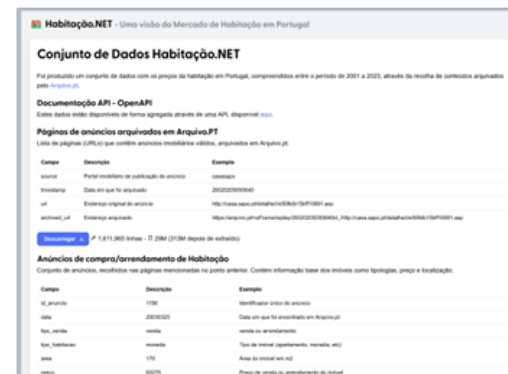 Habitação.NET - Uma visão do Mercado de Habitação em Portugal
Conjunto de Dados Habitação.NET
Foi produzido um conjunto de dados com os preços da habitação em Portugal, compreendidos entre o período de 2001 a 2023, através da recolha de conteúdos arquivados
pelo Arquivo.pt.
Documentação API - OpenAPI
Estes dados estão disponíveis de forma agregada através de uma API, disponível aqui.
Páginas de anúncios arquivados em Arquivo.PT
Lista de páginas (URLs) que contêm anúncios imobiliários válidos, arquivados em Arquivo.pt.
Campo Descrição Exemplo
source Portal imobiliário de publicação do anúncio casasapo
timestamp Data em que foi arquivado
url Endereço original do anúncio
archived_url Endereço arquivado
Descarregar 1,611,965 linhas - 29M (313M depois de extraído)
Anúncios de compra/arrendamento de Habitação
Conjunto de anúncios, recolhidos nas páginas mencionadas no ponto anterior. Contém informação base dos imóveis como tipologias, preço e localização.
Campo Descrição Exemplo
id_anuncio 1156 Identificador único do anúncio
data 20030325 Data em que foi encontrado em Arquivo.pt
tipo_venda venda venda ou arrendamento
tipo_habitacao moradia Tipo de imóvel (apartamento, moradia, etc)
area 170 Área do imóvel em m2
preco 93275 Preço de venda ou arrendamento do imóvel